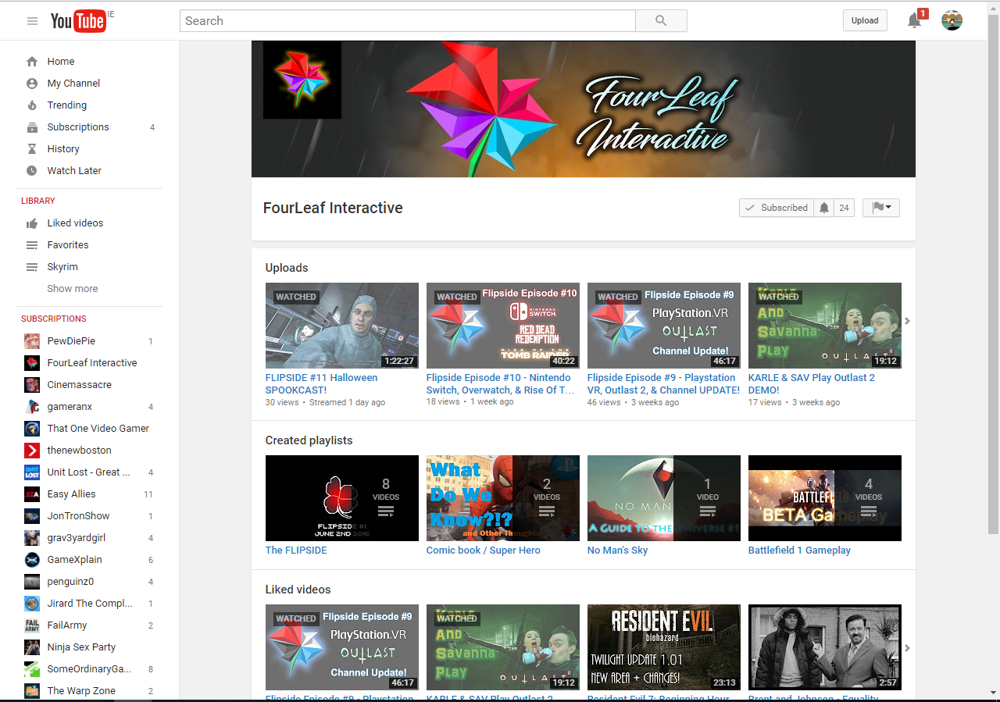 YouTube IE
Search
Upload
1
Home
My Channel
Trending
Subscriptions 4
History
Watch Later
LIBRARY
Liked videos
Favorites
Skyrim
Show more
SUBSCRIPTIONS
PewDiePie 1
FourLeaf Interactive
Cinemassacre
gameranx 4
That One Video Gamer
thenewboston
Unit Lost - Great ... 4
Easy Allies 11
JonTronShow 1
grav3yardgirl 4
GameXplain 6
penguinz0 4
Jirard The Compl... 1
FailArmy 2
Ninja Sex Party
SomeOrdinaryGa... 8
The Warp Zone 2
UNIT
LOST
EZA
FAIL
ARMY
FourLeaf
Interactive
FourLeaf Interactive
Subscribed 24
Uploads
WATCHED
1:22:27
FLIPSIDE #11 Halloween
SPOOKCAST!
30 views • Streamed 1 day ago
WATCHED
Flipside Episode #10
NINTENDO
SWITCH
RED DEAD
REDEMPTION
RISE OF THE
TOMB RAIDER
40:22
Flipside Episode #10 - Nintendo
Switch, Overwatch, & Rise Of T...
18 views • 1 week ago
WATCHED
Flipside Episode #9
PlayStation.VR
OUTLAST
Channel Update!
46:17
Flipside Episode #9 - Playstation
VR, Outlast 2, & Channel UPDATE!
46 views • 3 weeks ago
WATCHED
Karle
And
Savanna
Play
OUTLAST II
19:12
KARLE & SAV Play Outlast 2
DEMO!
17 views • 3 weeks ago
Created playlists
FLIPSIDE #1
JUNE 2ND 2016
8
VIDEOS
The FLIPSIDE
What
Do We
Know?!?
and Other Thoughts
2
VIDEOS
Comic book / Super Hero
NO MAN'S SKY
A GUIDE TO THE UNIVERSE #1
1
VIDEO
No Man's Sky
BATTLEFIELD
BETA Gameplay
4
VIDEOS
Battlefield 1 Gameplay
Liked videos
WATCHED
Flipside Episode #9
PlayStation.VR
OUTLAST
Channel Update!
46:17
Flipside Episode #9 - Playstation
WATCHED
Karle
And
Savanna
Play
OUTLAST II
19:12
KARLE & SAV Play Outlast 2
RESIDENT EVIL
biohazard
TWILIGHT UPDATE 1.01
NEW AREA + CHANGES!
23:13
Resident Evil 7: Beginning Hour
2:57
Brent and Johnson - Equality